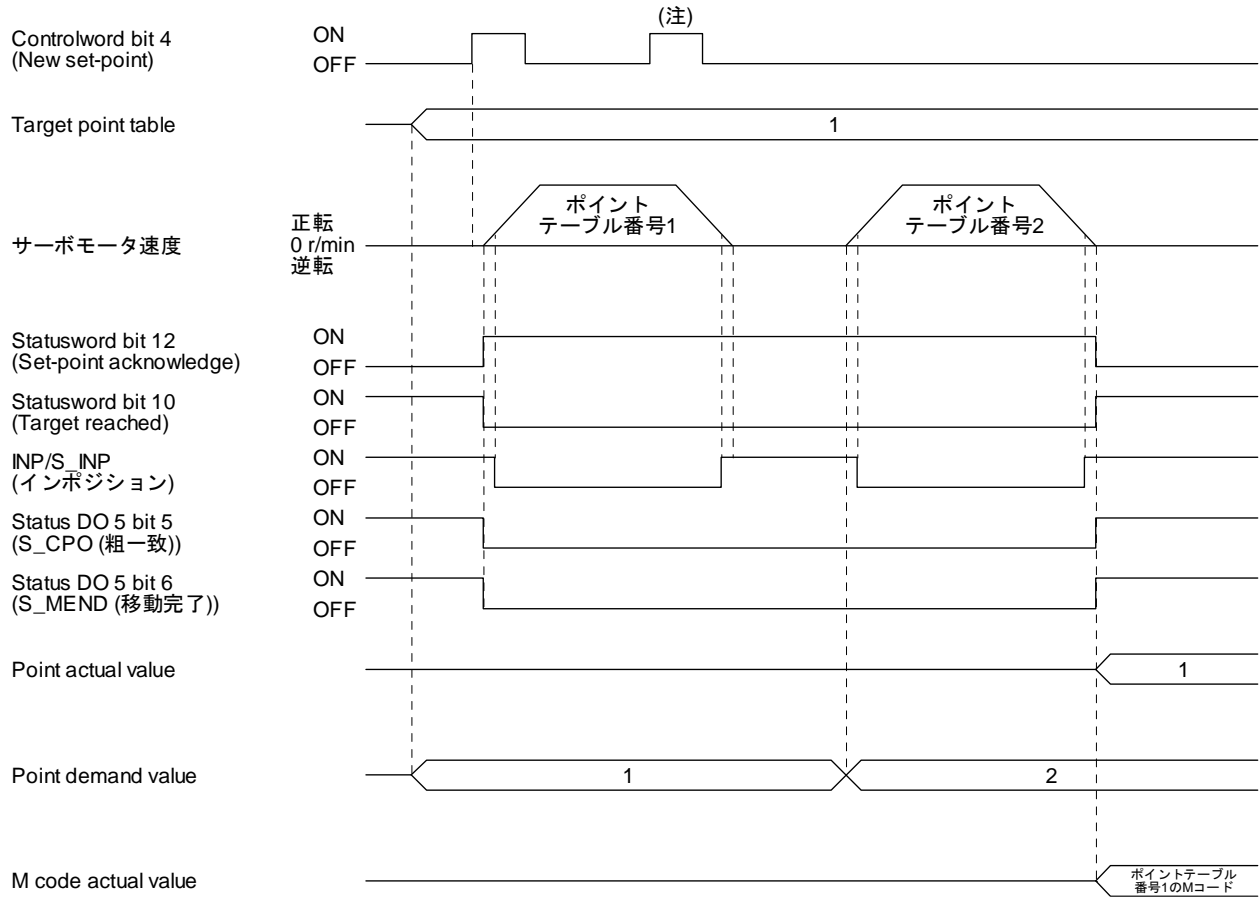 (注)
Controlword bit 4
(New set-point)
ON
OFF
Target point table
1
サーボモータ速度
正転
0 r/min
逆転
ポイント
テーブル番号1
ポイント
テーブル番号2
Statusword bit 12
(Set-point acknowledge)
ON
OFF
Statusword bit 10
(Target reached)
ON
OFF
INP/S_INP
(インポジション)
ON
OFF
Status DO 5 bit 5
(S_CPO (粗一致))
ON
OFF
Status DO 5 bit 6
(S_MEND (移動完了))
ON
OFF
Point actual value
1
Point demand value
1
2
M code actual value
ポイントテーブル
番号1のMコード